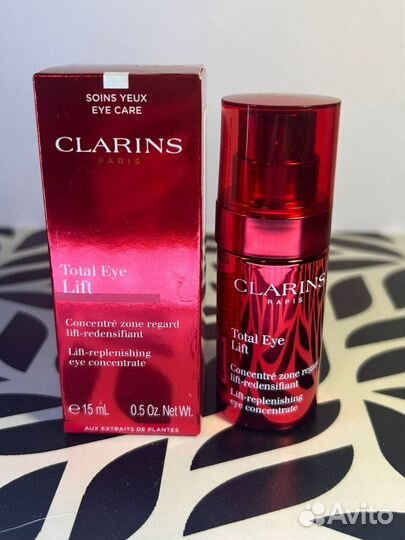 SOINS YEUX
EYE CARE
CLARINS
PARIS
Total Eye
Lift
Concentré zone regard
lift-redensifiant
Lift-replenishing
eye concentrate
℮ 15 mL 0.5 Oz. Net Wt.
AUX EXTRAITS DE PLANTES
CLARINS
PARIS
Total Eye
Lift
Concentré zone regard
lift-redensifiant
Lift-replenishing
eye concentrate
Avito